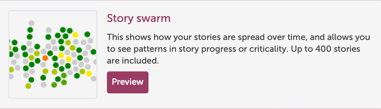 Story swarm
This shows how your stories are spread over time, and allows you
to see patterns in story progress or criticality. Up to 400 stories
are included.
Preview